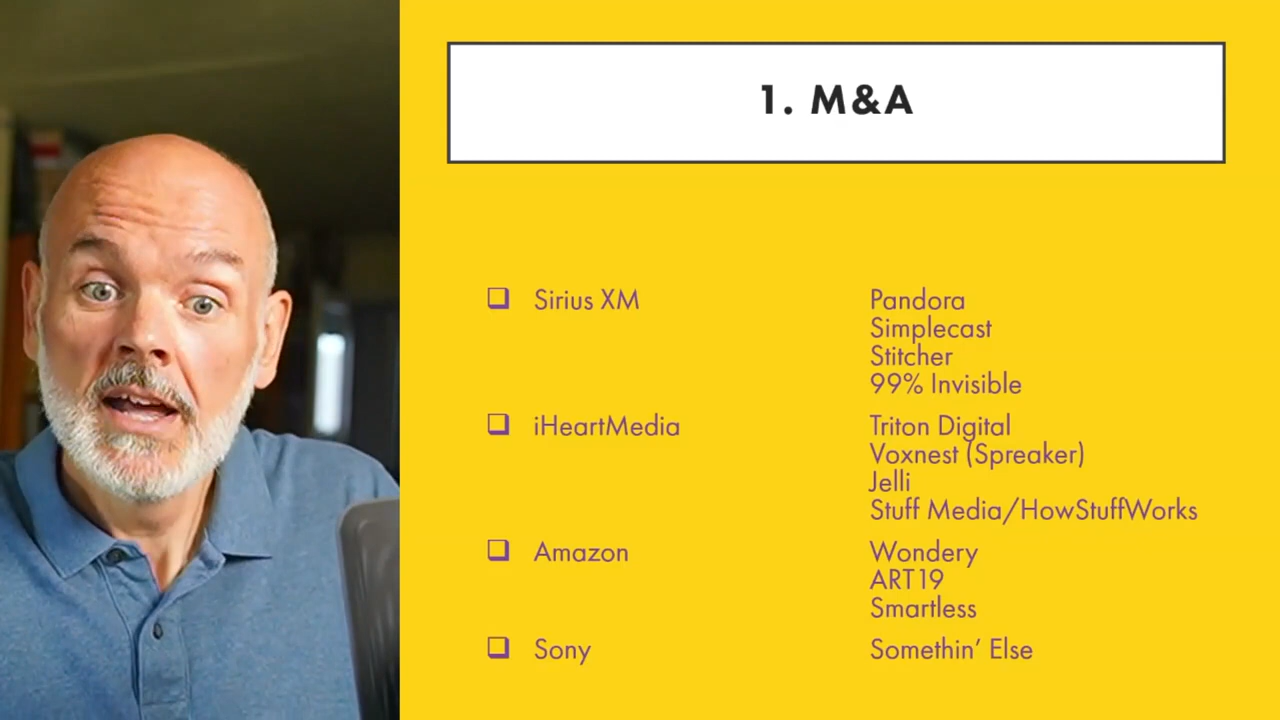 1. M&A
❑ Sirius XM Pandora
Simplecast
Stitcher
99% Invisible
❑ iHeartMedia Triton Digital
Voxnest (Spreaker)
Jelli
Stuff Media/HowStuffWorks
❑ Amazon Wondery
ART19
Smartless
❑ Sony Somethin’ Else